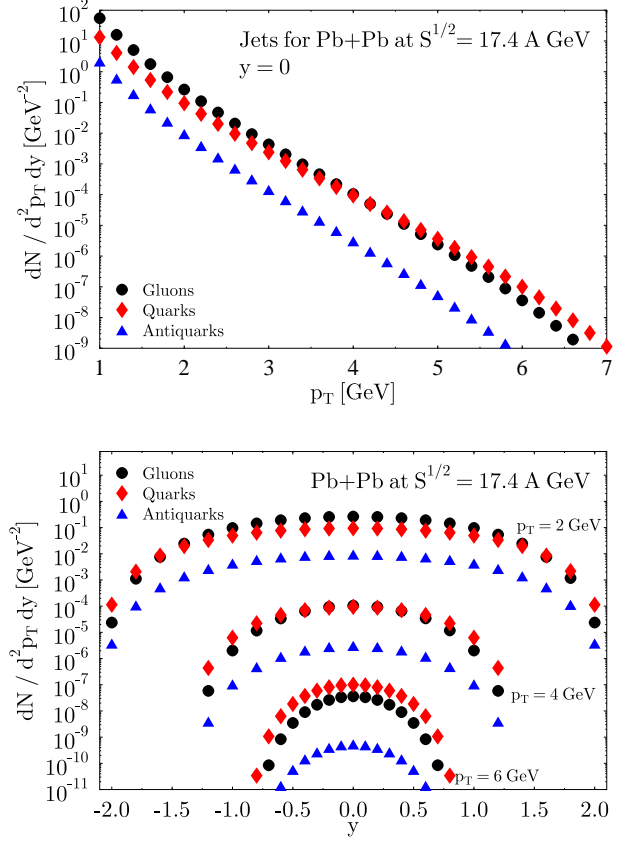 10^2
10^1
10^0
10^-1
10^-2
10^-3
10^-4
10^-5
10^-6
10^-7
10^-8
10^-9
dN / d^2p_T dy [GeV^-2]
Jets for Pb+Pb at S^1/2 = 17.4 A GeV
y = 0
Gluons
Quarks
Antiquarks
1 2 3 4 5 6 7
p_T [GeV]
10^1
10^0
10^-1
10^-2
10^-3
10^-4
10^-5
10^-6
10^-7
10^-8
10^-9
10^-10
10^-11
dN / d^2p_T dy [GeV^-2]
Gluons
Quarks
Antiquarks
Pb+Pb at S^1/2 = 17.4 A GeV
p_T = 2 GeV
p_T = 4 GeV
p_T = 6 GeV
-2.0 -1.5 -1.0 -0.5 0.0 0.5 1.0 1.5 2.0
y